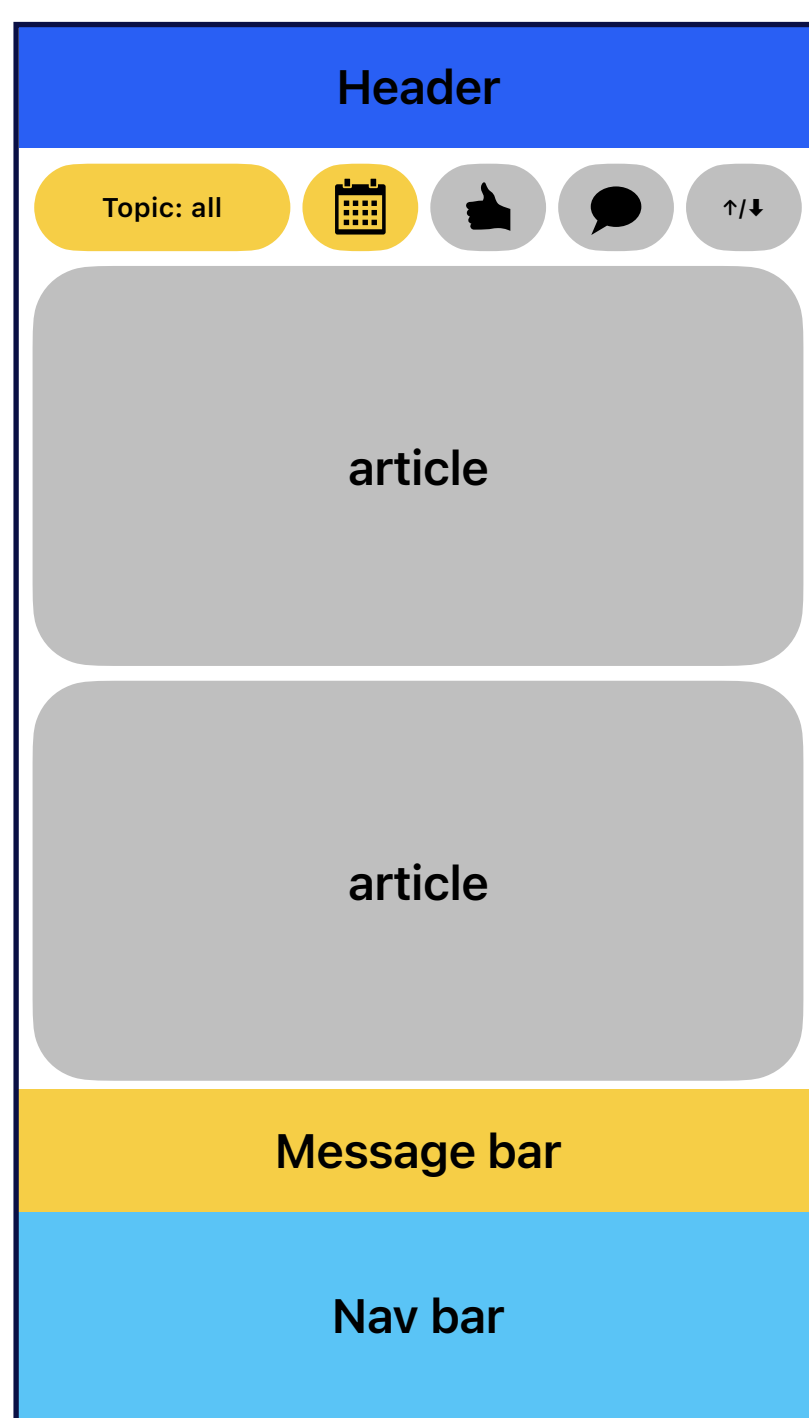 Header
Topic: all
↑/⬇
article
article
Message bar
Nav bar